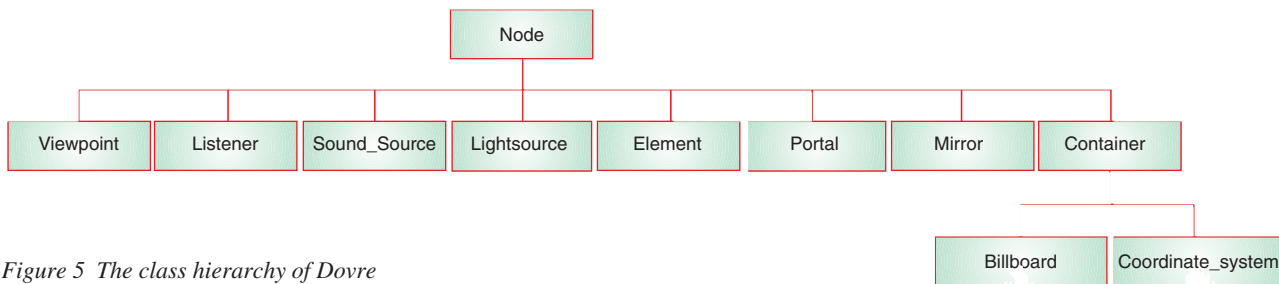 Node
Viewpoint Listener Sound_Source Lightsource Element Portal Mirror Container
Billboard Coordinate_system
Figure 5 The class hierarchy of Dovre